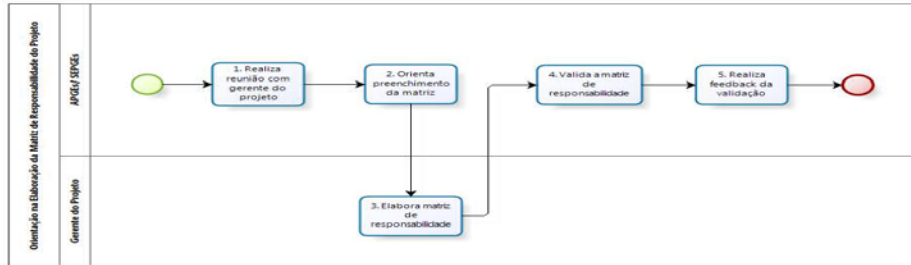 Orientação na Elaboração da Matriz de Responsabilidade do Projeto
APGEs/ SEPGEs
1. Realiza
reunião com
gerente do
projeto
2. Orienta
preenchimento
da matriz
4. Valida a matriz
de
responsabilidade
5. Realiza
feedback da
validação
Gerente do Projeto
3. Elabora matriz
de
responsabilidade